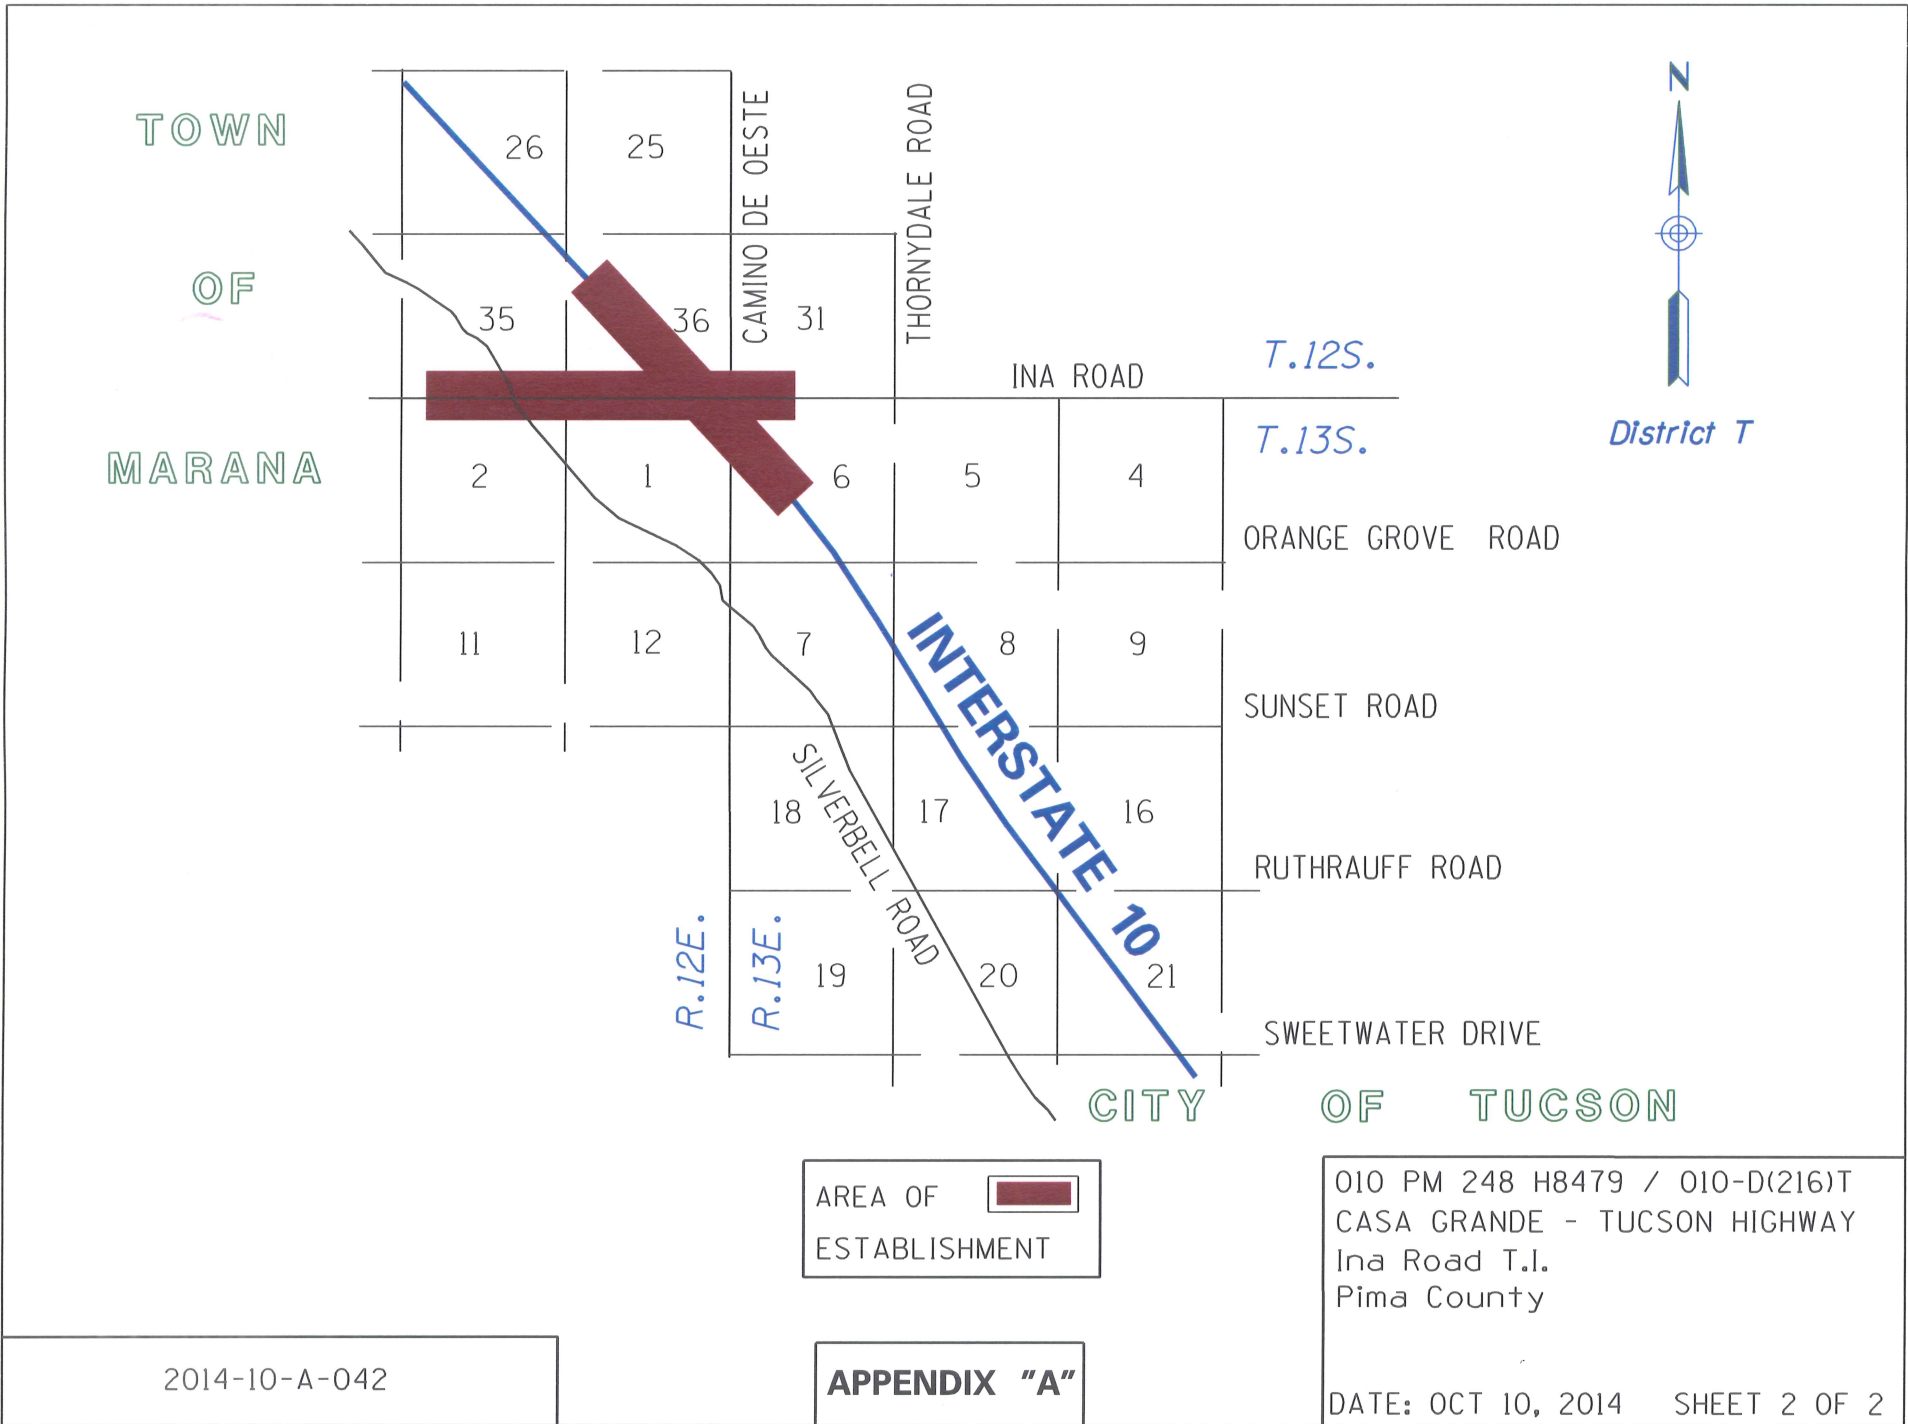 TOWN
OF
MARANA
26
25
CAMINO DE OESTE
THORNYDALE ROAD
N
35
36
31
INA ROAD
T.12S.
T.13S.
District T
2
1
6
5
4
ORANGE GROVE ROAD
11
12
7
8
9
INTERSTATE 10
SUNSET ROAD
18
SILVERBELL ROAD
17
16
RUTHRAUFF ROAD
R.12E.
R.13E.
19
20
21
SWEETWATER DRIVE
CITY OF TUCSON
AREA OF
ESTABLISHMENT
010 PM 248 H8479 / 010-D(216)T
CASA GRANDE - TUCSON HIGHWAY
Ina Road T.I.
Pima County
DATE: OCT 10, 2014 SHEET 2 OF 2
2014-10-A-042
APPENDIX "A"